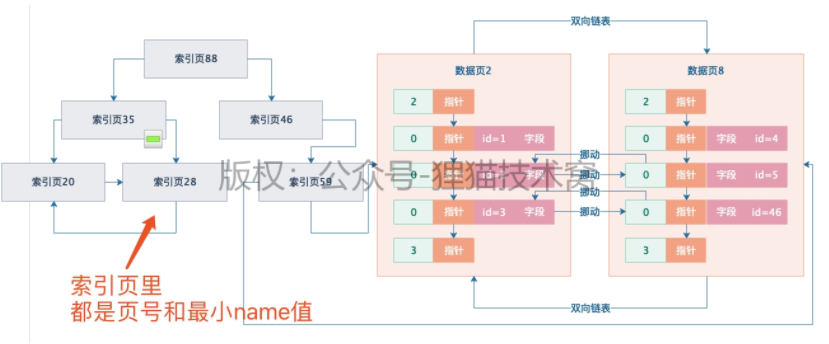 双向链表
索引页88
索引页35
索引页46
索引页20
索引页28
索引页59
数据页2
2 指针
0 指针 id=1 字段
0 指针 字段
0 指针 id=3 字段
3 指针
挪动
挪动
挪动
挪动
数据页8
2 指针
0 指针 字段 id=4
0 指针 字段 id=5
0 指针 字段 id=46
3 指针
双向链表
版权：公众号-狸猫技术窝
索引页里
都是页号和最小name值